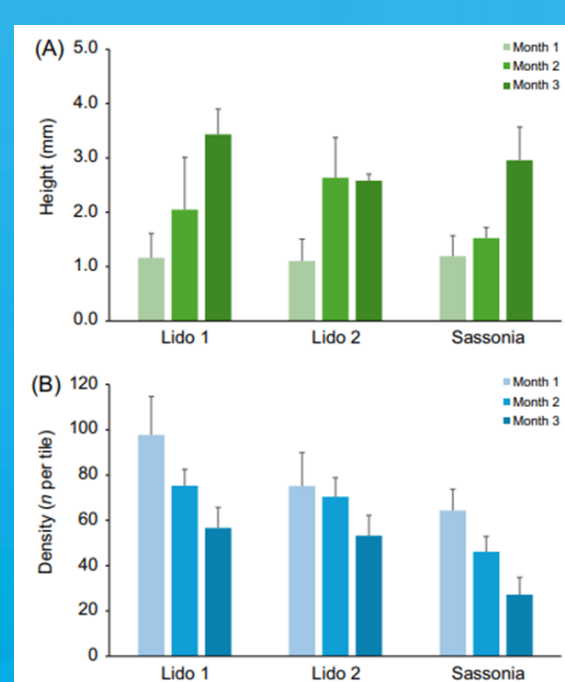 (A)
5.0
4.0
3.0
2.0
1.0
0.0
Height (mm)
Month 1
Month 2
Month 3
Lido 1 Lido 2 Sassonia
(B)
120
100
80
60
40
20
0
Density (n per tile)
Month 1
Month 2
Month 3
Lido 1 Lido 2 Sassonia